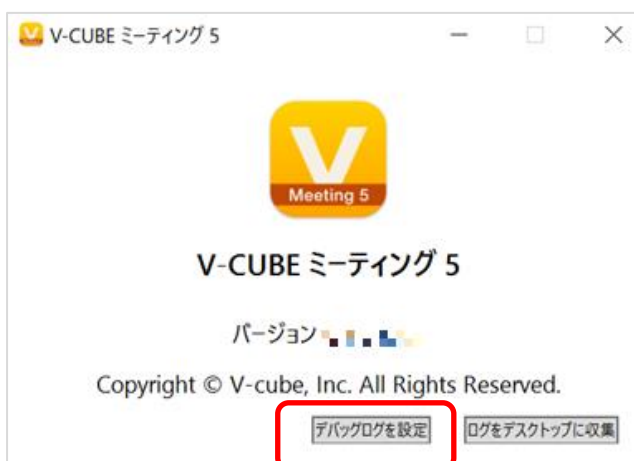 V-CUBE ミーティング 5
V
Meeting 5
V-CUBE ミーティング 5
バージョン
Copyright © V-cube, Inc. All Rights Reserved.
デバッグログを設定 ログをデスクトップに収集